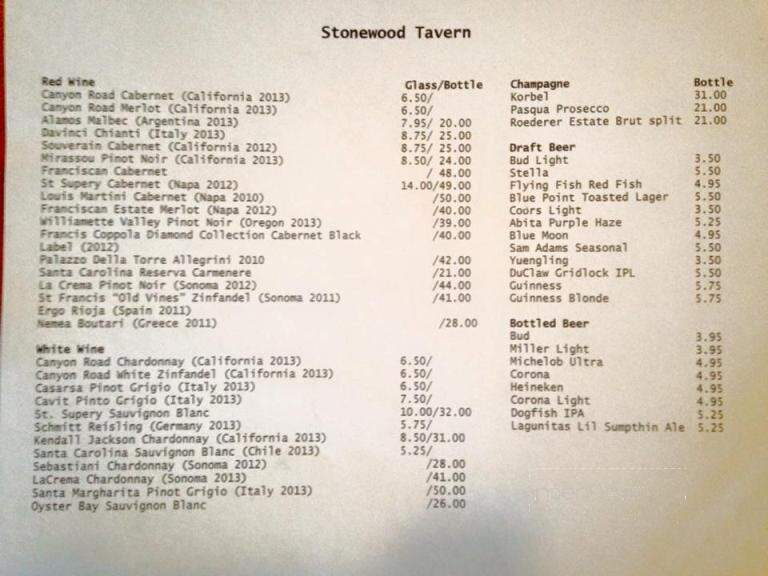 Stonewood Tavern
Red Wine Glass/Bottle
Canyon Road Cabernet (California 2013) 6.50/
Canyon Road Merlot (California 2013) 6.50/
Alamos Malbec (Argentina 2013) 7.95/ 20.00
Davinci Chianti (Italy 2013) 8.75/ 25.00
Souverain Cabernet (California 2012) 8.75/ 25.00
Mirassou Pinot Noir (California 2013) 8.50/ 24.00
Franciscan Cabernet / 48.00
St Supery Cabernet (Napa 2012) 14.00/49.00
Louis Martini Cabernet (Napa 2010) /50.00
Franciscan Estate Merlot (Napa 2012) /40.00
Williamette Valley Pinot Noir (Oregon 2013) /39.00
Francis Coppola Diamond Collection Cabernet Black /40.00
Label (2012)
Palazzo Della Torre Allegrini 2010 /42.00
Santa Carolina Reserva Carmenere /21.00
La Crema Pinot Noir (Sonoma 2012) /44.00
St Francis "Old Vines" Zinfandel (Sonoma 2011) /41.00
Ergo Rioja (Spain 2011)
Nemea Boutari (Greece 2011) /28.00
White Wine
Canyon Road Chardonnay (California 2013) 6.50/
Canyon Road White Zinfandel (California 2013) 6.50/
Casarsa Pinot Grigio (Italy 2013) 6.50/
Cavit Pinto Grigio (Italy 2013) 7.50/
St. Supery Sauvignon Blanc 10.00/32.00
Schmitt Reisling (Germany 2013) 5.75/
Kendall Jackson Chardonnay (California 2013) 8.50/31.00
Santa Carolina Sauvignon Blanc (Chile 2013) 5.25/
Sebastiani Chardonnay (Sonoma 2012) /28.00
LaCrema Chardonnay (Sonoma 2013) /41.00
Santa Margharita Pinot Grigio (Italy 2013) /50.00
Oyster Bay Sauvignon Blanc /26.00
Champagne Bottle
Korbel 31.00
Pasqua Prosecco 21.00
Roederer Estate Brut split 21.00
Draft Beer
Bud Light 3.50
Stella 5.50
Flying Fish Red Fish 4.95
Blue Point Toasted Lager 5.50
Coors Light 3.50
Abita Purple Haze 5.25
Blue Moon 4.95
Sam Adams Seasonal 5.50
Yuengling 3.50
DuClaw Gridlock IPL 5.50
Guinness 5.75
Guinness Blonde 5.75
Bottled Beer
Bud 3.95
Miller Light 3.95
Michelob Ultra 4.95
Corona 4.95
Heineken 4.95
Corona Light 4.95
Dogfish IPA 5.25
Lagunitas Lil Sumpthin Ale 5.25